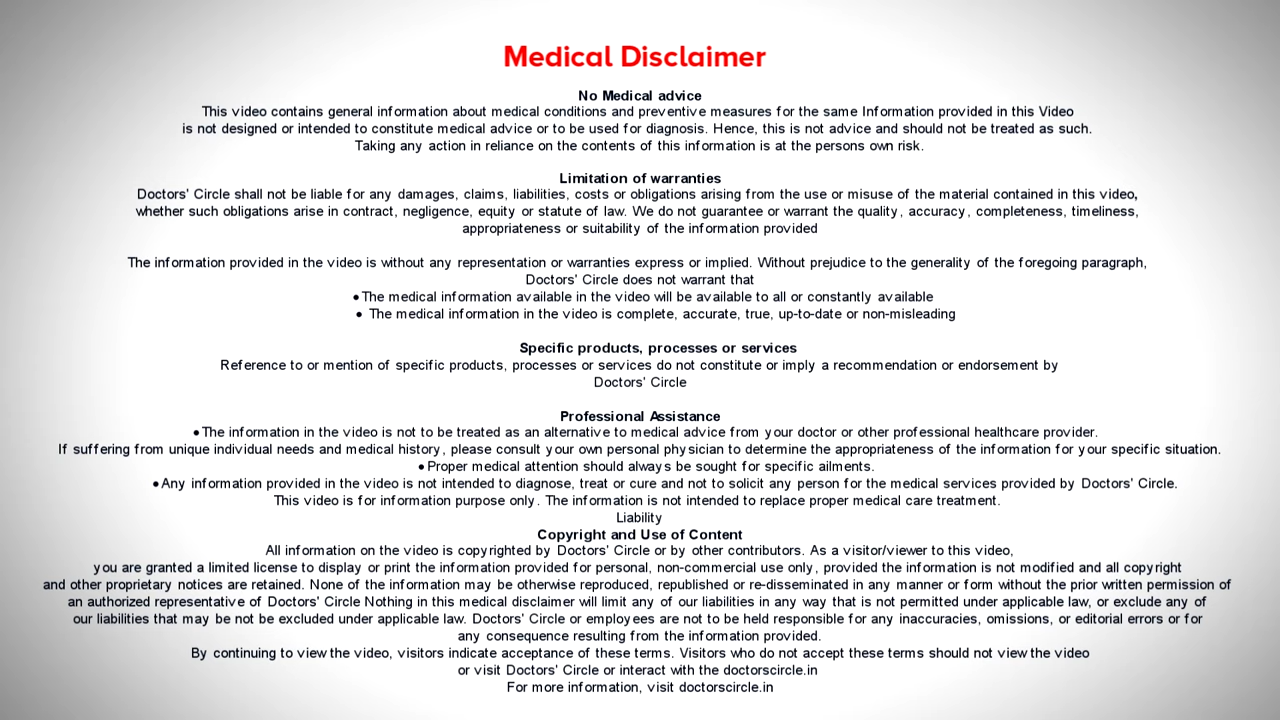 Medical Disclaimer
No Medical advice
This video contains general information about medical conditions and preventive measures for the same Information provided in this Video
is not designed or intended to constitute medical advice or to be used for diagnosis. Hence, this is not advice and should not be treated as such.
Taking any action in reliance on the contents of this information is at the persons own risk.
Limitation of warranties
Doctors' Circle shall not be liable for any damages, claims, liabilities, costs or obligations arising from the use or misuse of the material contained in this video,
whether such obligations arise in contract, negligence, equity or statute of law. We do not guarantee or warrant the quality, accuracy, completeness, timeliness,
appropriateness or suitability of the information provided
The information provided in the video is without any representation or warranties express or implied. Without prejudice to the generality of the foregoing paragraph,
Doctors' Circle does not warrant that
•The medical information available in the video will be available to all or constantly available
• The medical information in the video is complete, accurate, true, up-to-date or non-misleading
Specific products, processes or services
Reference to or mention of specific products, processes or services do not constitute or imply a recommendation or endorsement by
Doctors' Circle
Professional Assistance
•The information in the video is not to be treated as an alternative to medical advice from your doctor or other professional healthcare provider.
If suffering from unique individual needs and medical history, please consult your own personal physician to determine the appropriateness of the information for your specific situation.
•Proper medical attention should always be sought for specific ailments.
•Any information provided in the video is not intended to diagnose, treat or cure and not to solicit any person for the medical services provided by Doctors' Circle.
This video is for information purpose only. The information is not intended to replace proper medical care treatment.
Liability
Copyright and Use of Content
All information on the video is copyrighted by Doctors' Circle or by other contributors. As a visitor/viewer to this video,
you are granted a limited license to display or print the information provided for personal, non-commercial use only, provided the information is not modified and all copyright
and other proprietary notices are retained. None of the information may be otherwise reproduced, republished or re-disseminated in any manner or form without the prior written permission of
an authorized representative of Doctors' Circle Nothing in this medical disclaimer will limit any of our liabilities in any way that is not permitted under applicable law, or exclude any of
our liabilities that may be not be excluded under applicable law. Doctors' Circle or employees are not to be held responsible for any inaccuracies, omissions, or editorial errors or for
any consequence resulting from the information provided.
By continuing to view the video, visitors indicate acceptance of these terms. Visitors who do not accept these terms should not view the video
or visit Doctors' Circle or interact with the doctorscircle.in
For more information, visit doctorscircle.in